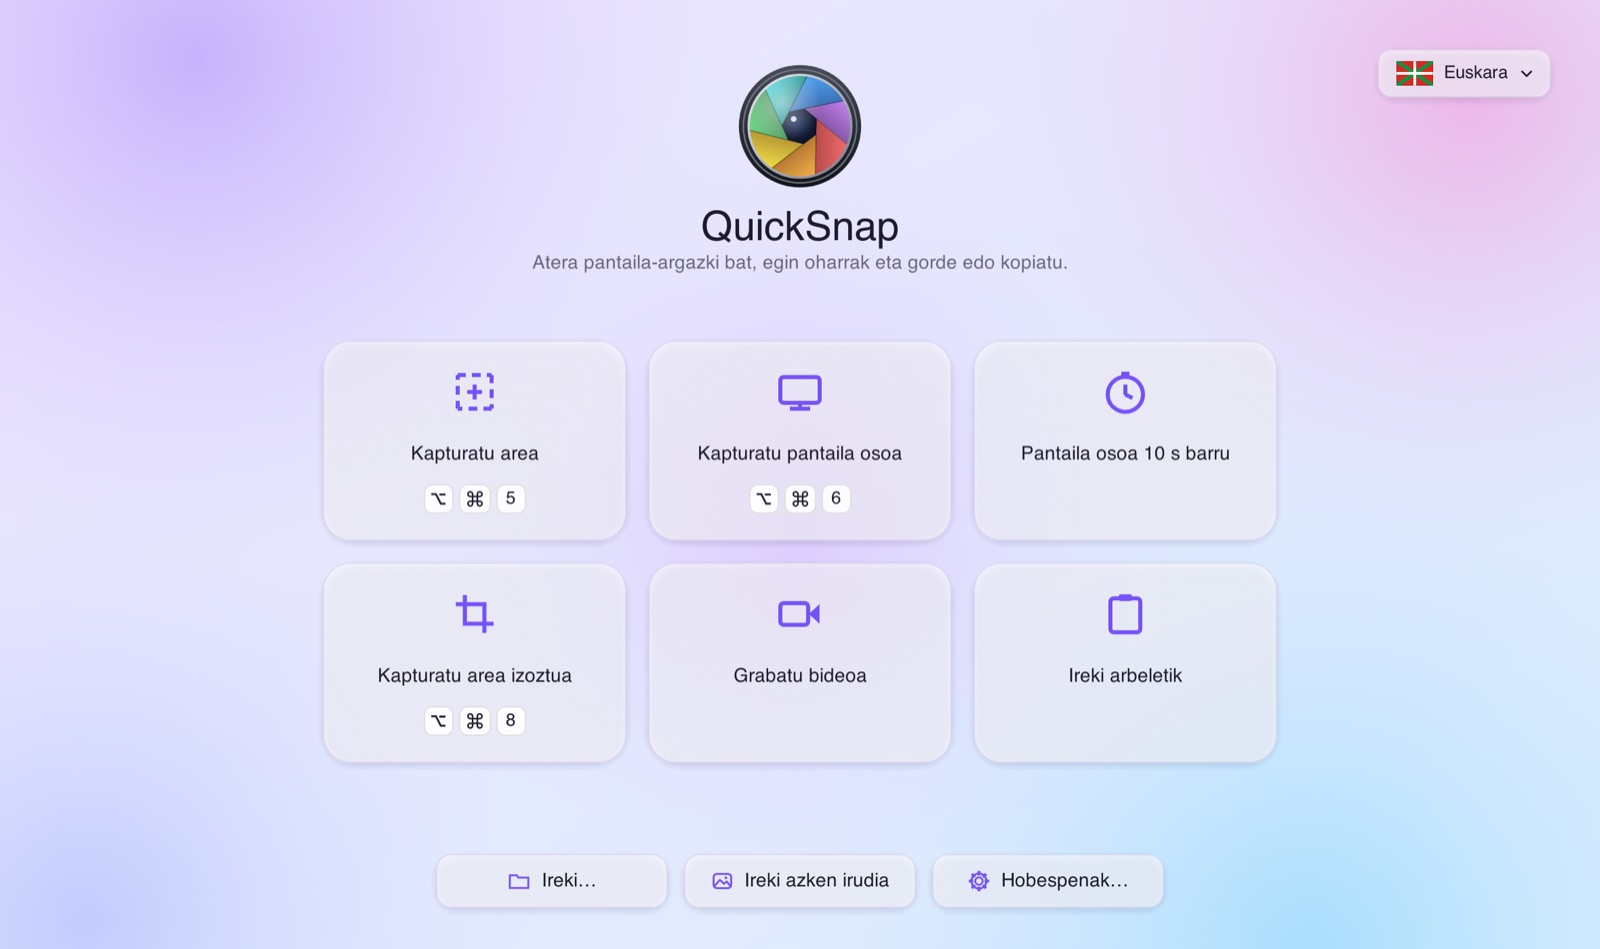 Euskara
QuickSnap
Atera pantaila-argazki bat, egin oharrak eta gorde edo kopiatu.
Kapturatu area
⌥ ⌘ 5
Kapturatu pantaila osoa
⌥ ⌘ 6
Pantaila osoa 10 s barru
Kapturatu area izoztua
⌥ ⌘ 8
Grabatu bideoa
Ireki arbeletik
Ireki…
Ireki azken irudia
Hobespenak…